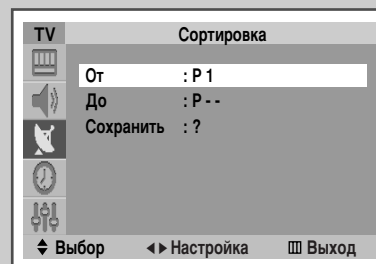 TV Сортировка
От : P 1
До : P - -
Сохранить : ?
Выбор Настройка Выход